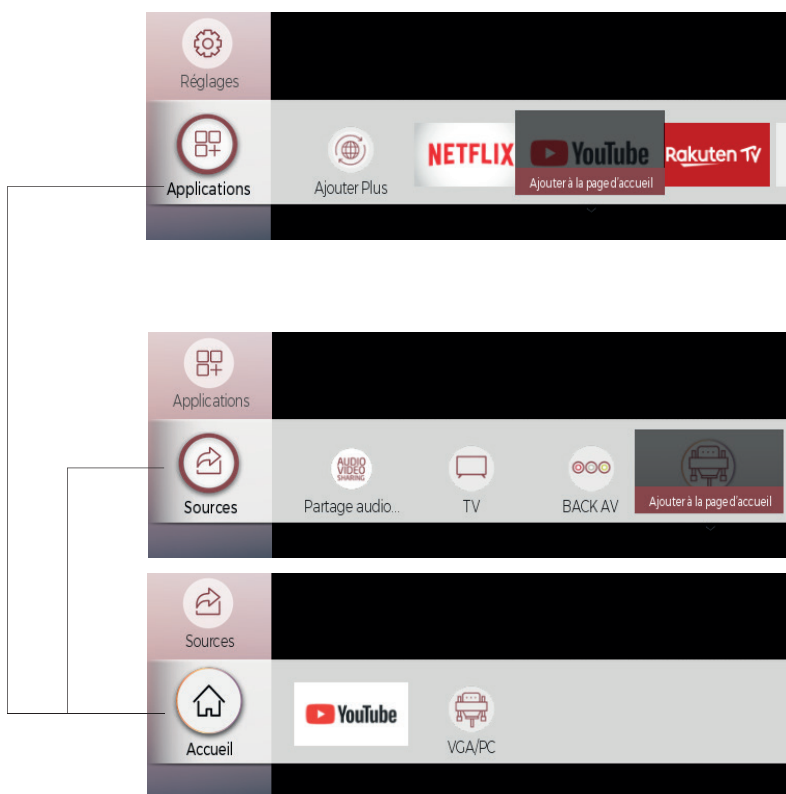 Réglages
Applications
Ajouter Plus
NETFLIX
YouTube
Ajouter à la page d'accueil
Rakuten TV
Applications
Sources
AUDIO
VIDEO
SHARING
Partage audio...
TV
BACK AV
Ajouter à la page d'accueil
Sources
Accueil
YouTube
VGA/PC